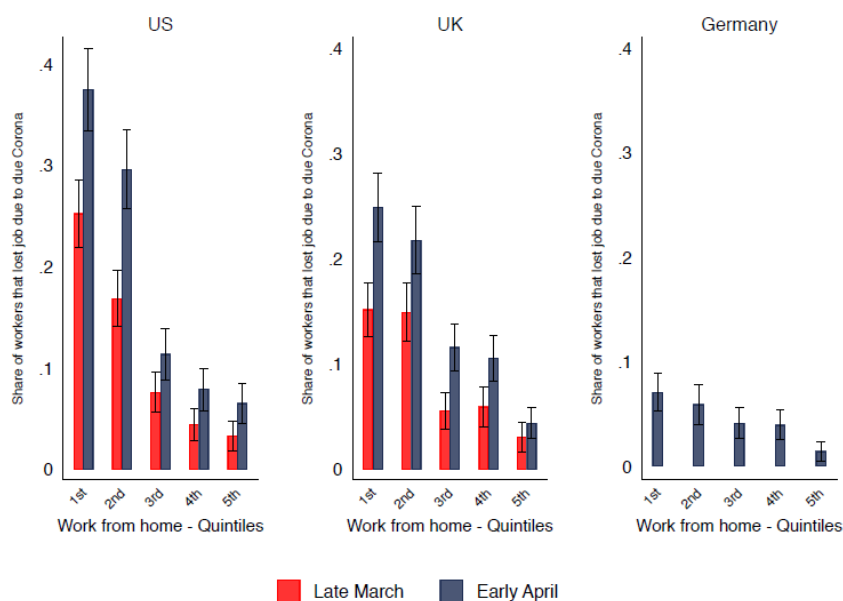 US
Share of workers that lost job due to due Corona
.4
.3
.2
.1
0
1st
2nd
3rd
4th
5th
Work from home - Quintiles
UK
Share of workers that lost job due to due Corona
.4
.3
.2
.1
0
1st
2nd
3rd
4th
5th
Work from home - Quintiles
Germany
Share of workers that lost job due to due Corona
.4
.3
.2
.1
0
1st
2nd
3rd
4th
5th
Work from home - Quintiles
Late March
Early April